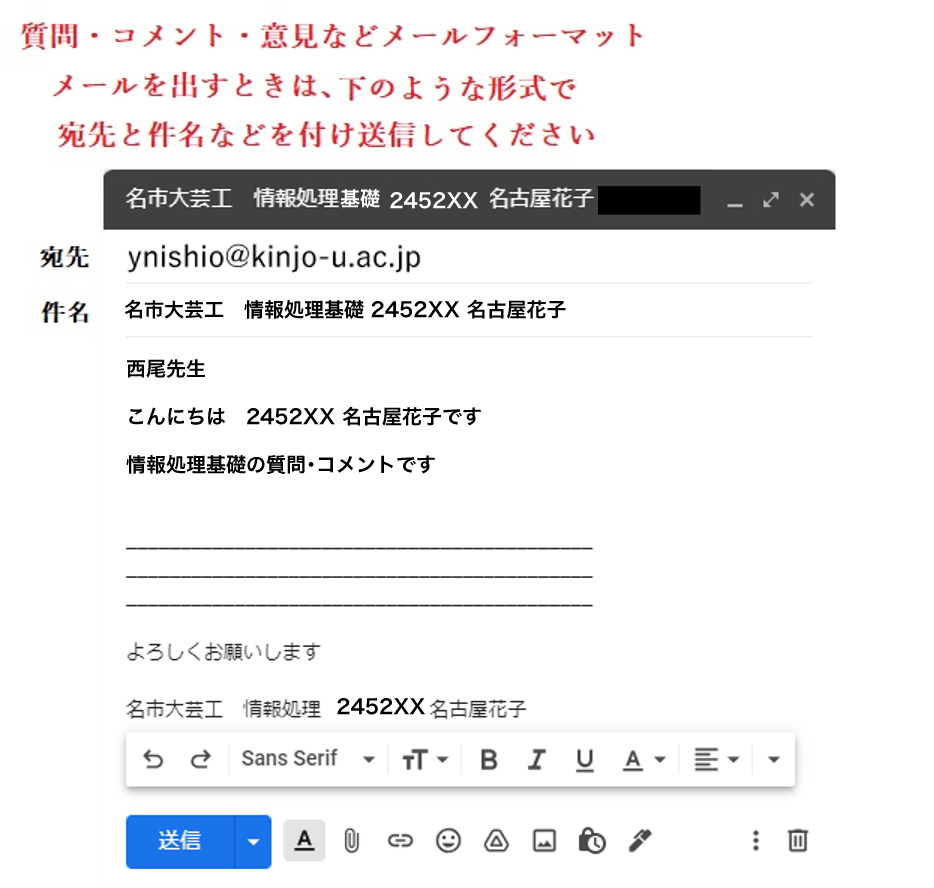 質問・コメント・意見などメールフォーマット
メールを出すときは、下のような形式で
宛先と件名などを付け送信してください
名市大芸工 情報処理基礎 2452XX 名古屋花子
宛先 ynishio@kinjo-u.ac.jp
件名 名市大芸工 情報処理基礎 2452XX 名古屋花子
西尾先生
こんにちは 2452XX 名古屋花子です
情報処理基礎の質問・コメントです
よろしくお願いします
名市大芸工 情報処理 2452XX 名古屋花子
Sans Serif B I U A
送信 A